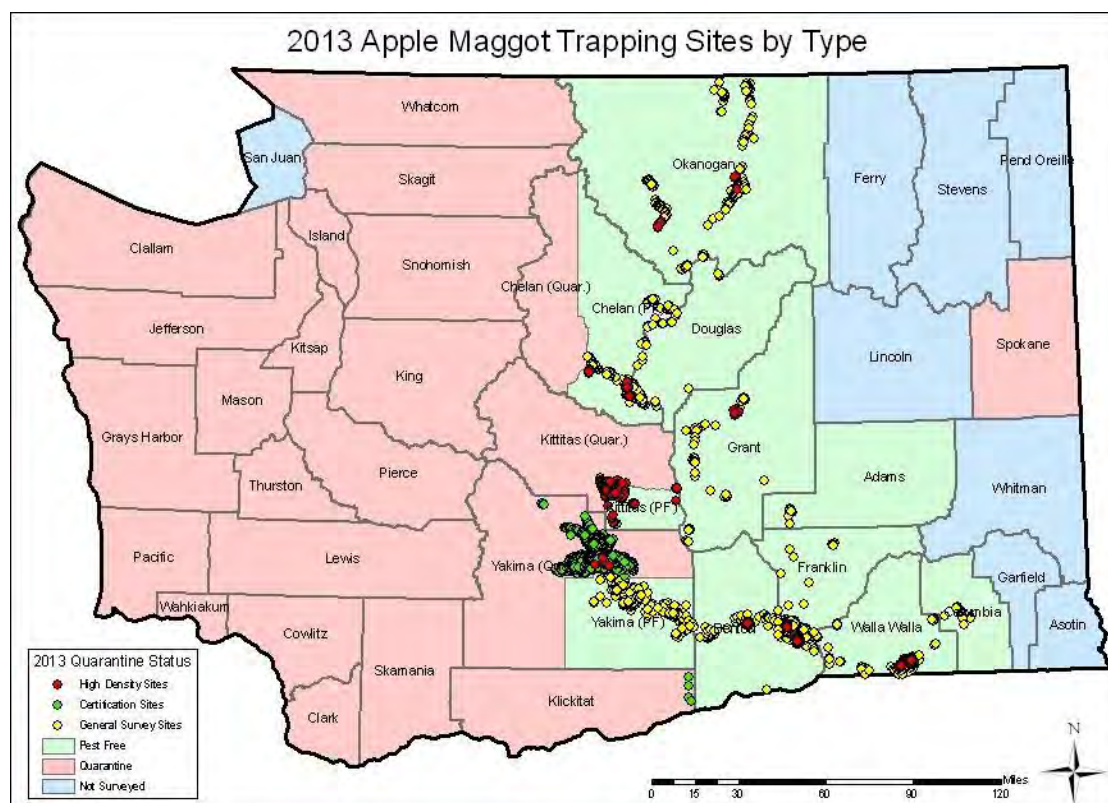 2013 Apple Maggot Trapping Sites by Type
Whatcom
San Juan
Okanogan
Ferry
Stevens
Pend Oreille
Skagit
Island
Clallam
Snohomish
Chelan (Quar.)
Chelan (PF)
Douglas
Jefferson
Kitsap
King
Lincoln
Spokane
Mason
Grays Harbor
Kittitas (Quar.)
Grant
Pierce
Thurston
Adams
Whitman
Kittitas (PF)
Pacific
Lewis
Yakima
Franklin
Garfield
Wahkiakum
Cowlitz
Yakima (PF)
Benton
Walla Walla
Columbia
Asotin
Skamania
Klickitat
Clark
2013 Quarantine Status
High Density Sites
Certification Sites
General Survey Sites
Pest Free
Quarantine
Not Surveyed
N
Miles
0 15 30 60 90 120